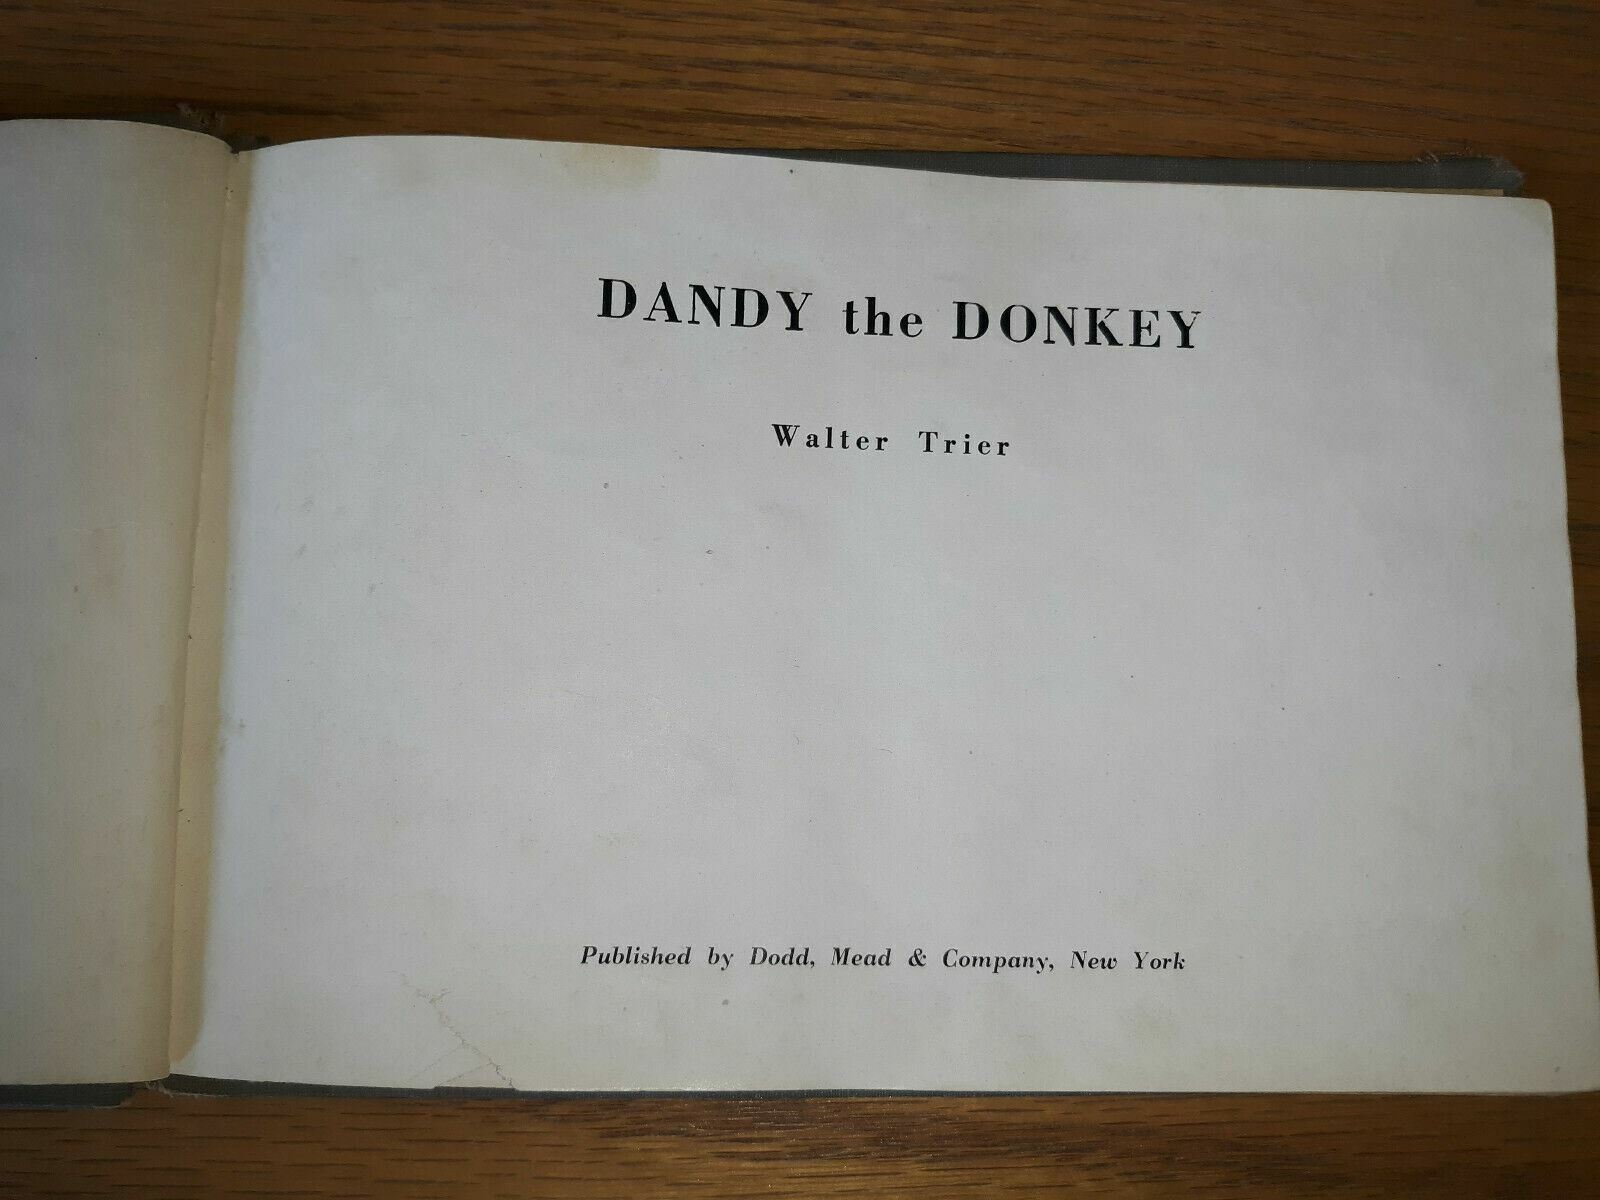 DANDY the DONKEY
Walter Trier
Published by Dodd, Mead & Company, New York